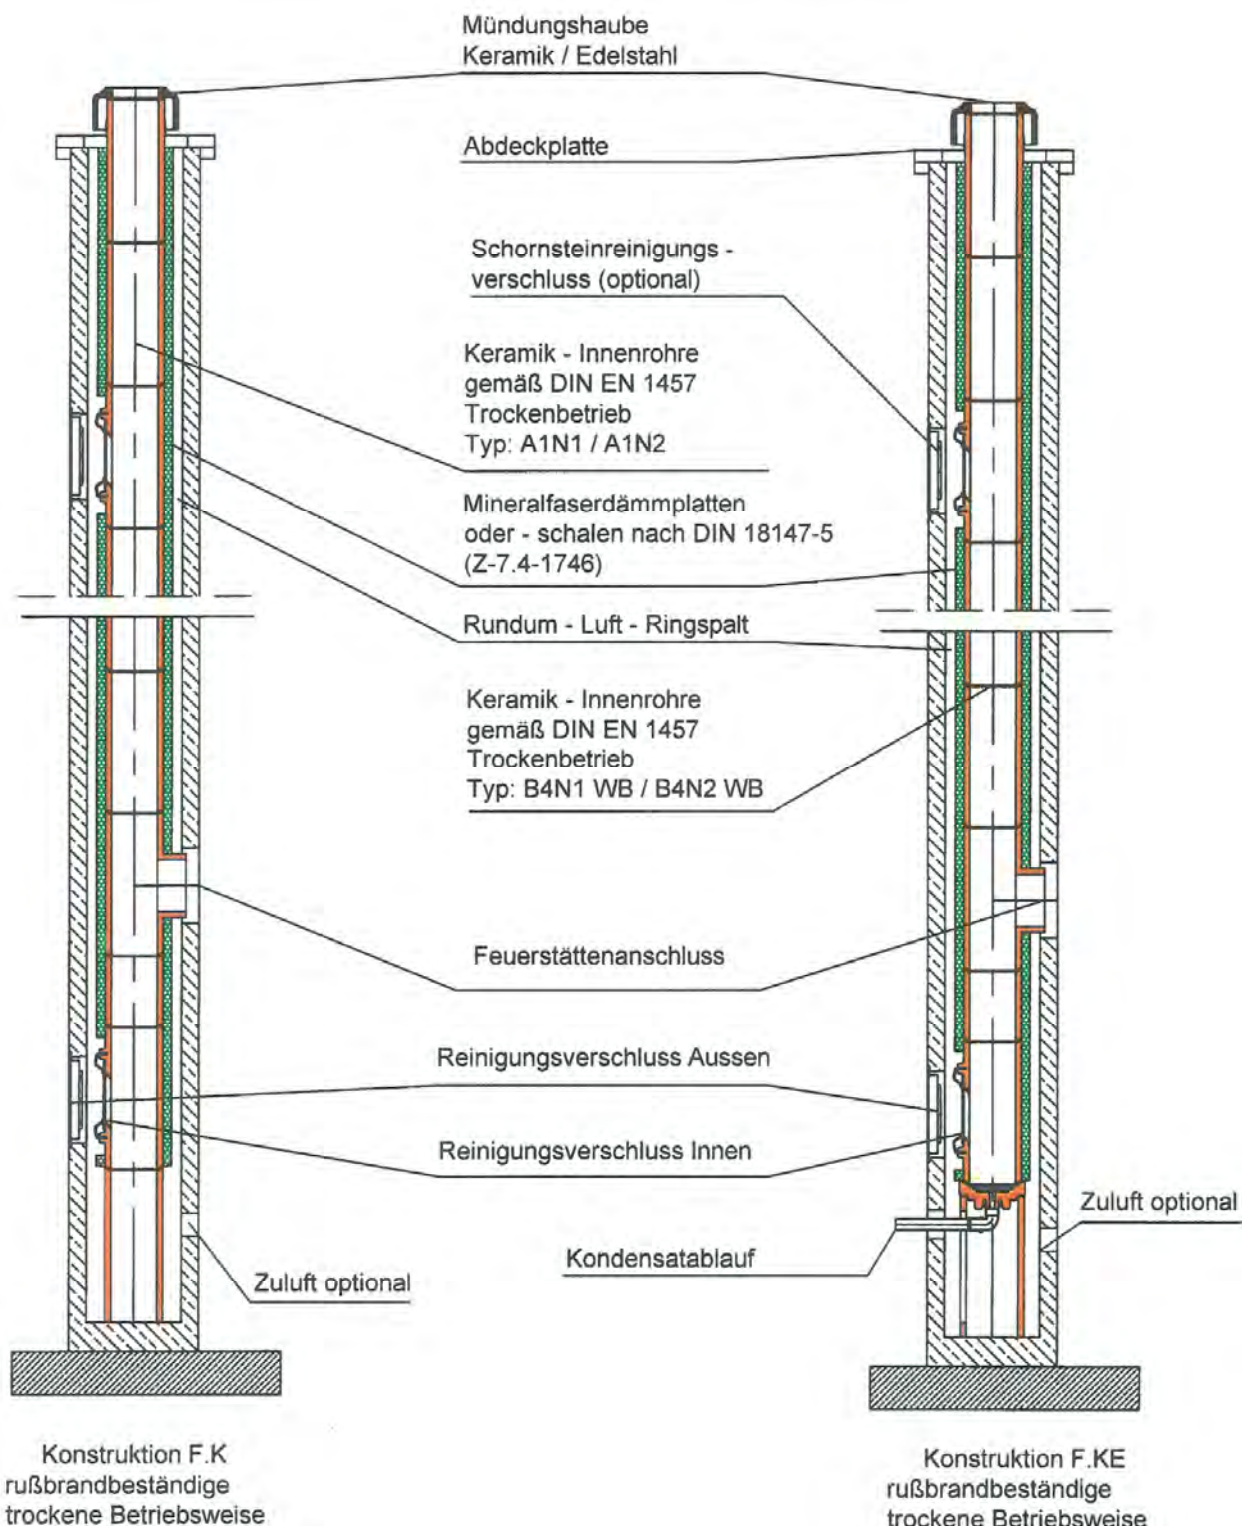 Mündungshaube
Keramik / Edelstahl
Abdeckplatte
Schornsteinreinigungs -
verschluss (optional)
Keramik - Innenrohre
gemäß DIN EN 1457
Trockenbetrieb
Typ: A1N1 / A1N2
Mineralfaserdämmplatten
oder - schalen nach DIN 18147-5
(Z-7.4-1746)
Rundum - Luft - Ringspalt
Keramik - Innenrohre
gemäß DIN EN 1457
Trockenbetrieb
Typ: B4N1 WB / B4N2 WB
Feuerstättenanschluss
Reinigungsverschluss Aussen
Reinigungsverschluss Innen
Zuluft optional
Kondensatablauf
Zuluft optional
Konstruktion F.K
rußbrandbeständige
trockene Betriebsweise
Konstruktion F.KE
rußbrandbeständige
trockene Betriebsweise